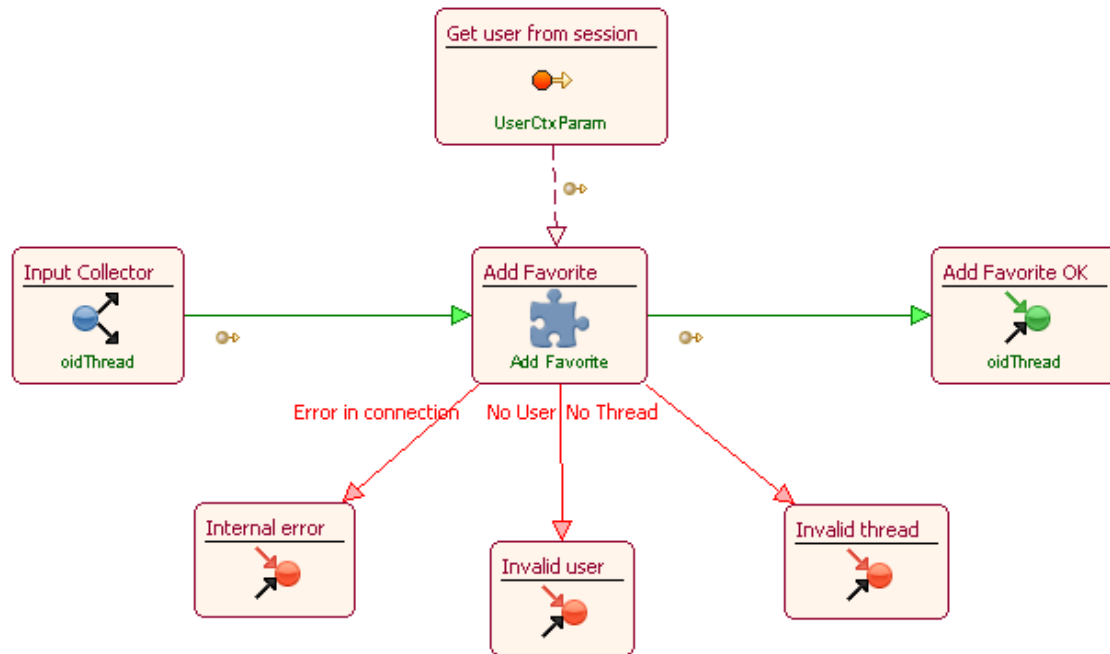 Get user from session
UserCtxParam
Input Collector
oidThread
Add Favorite
Add Favorite
Add Favorite OK
oidThread
Error in connection
No User
No Thread
Internal error
Invalid user
Invalid thread